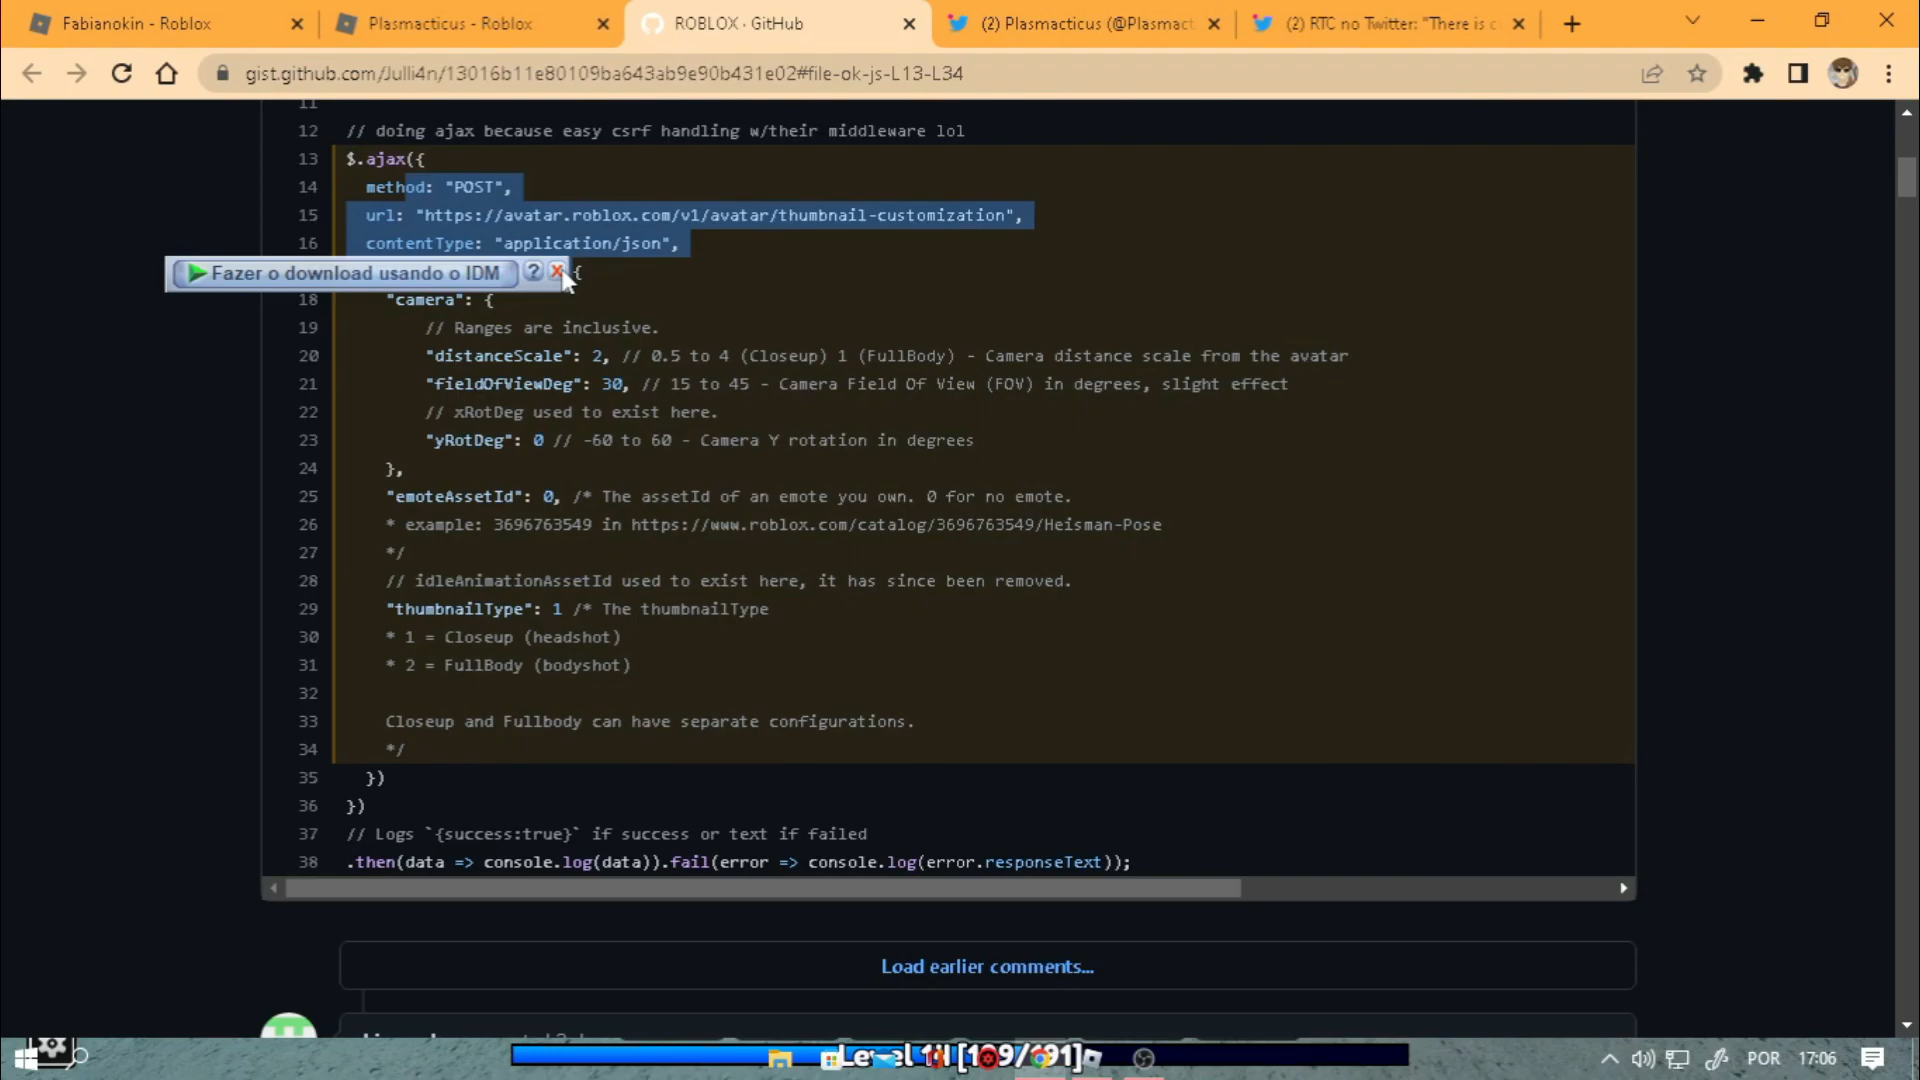 Fabianokin - Roblox
Plasmacticus - Roblox
ROBLOX · GitHub
(2) Plasmacticus (@Plasmact
(2) RTC no Twitter: "There is c
gist.github.com/Julli4n/13016b11e80109ba643ab9e90b431e02#file-ok-js-L13-L34
11
12 // doing ajax because easy csrf handling w/their middleware lol
13 $.ajax({
14 method: "POST",
15 url: "https://avatar.roblox.com/v1/avatar/thumbnail-customization",
16 contentType: "application/json",
Fazer o download usando o IDM ? X {
18 "camera": {
19 // Ranges are inclusive.
20 "distanceScale": 2, // 0.5 to 4 (Closeup) 1 (FullBody) - Camera distance scale from the avatar
21 "fieldOfViewDeg": 30, // 15 to 45 - Camera Field Of View (FOV) in degrees, slight effect
22 // xRotDeg used to exist here.
23 "yRotDeg": 0 // -60 to 60 - Camera Y rotation in degrees
24 },
25 "emoteAssetId": 0, /* The assetId of an emote you own. 0 for no emote.
26 * example: 3696763549 in https://www.roblox.com/catalog/3696763549/Heisman-Pose
27 */
28 // idleAnimationAssetId used to exist here, it has since been removed.
29 "thumbnailType": 1 /* The thumbnailType
30 * 1 = Closeup (headshot)
31 * 2 = FullBody (bodyshot)
32
33 Closeup and Fullbody can have separate configurations.
34 */
35 })
36 })
37 // Logs `{success:true}` if success or text if failed
38 .then(data => console.log(data)).fail(error => console.log(error.responseText));
Load earlier comments...
POR 17:06